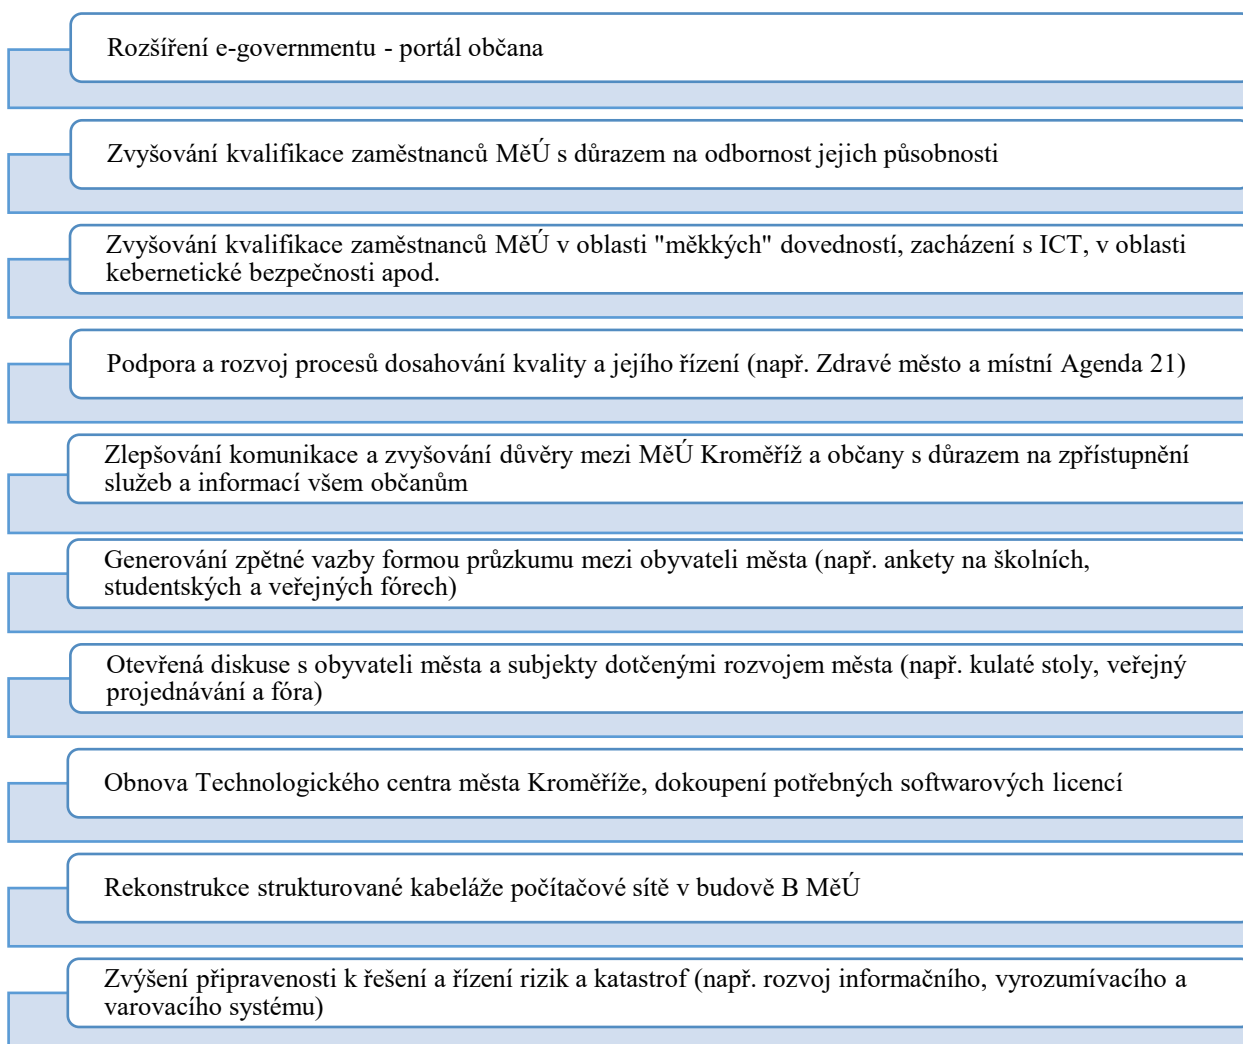 Rozšíření e-governmentu - portál občana
Zvyšování kvalifikace zaměstnanců MěÚ s důrazem na odbornost jejich působnosti
Zvyšování kvalifikace zaměstnanců MěÚ v oblasti "měkkých" dovedností, zacházení s ICT, v oblasti
kebernetické bezpečnosti apod.
Podpora a rozvoj procesů dosahování kvality a jejího řízení (např. Zdravé město a místní Agenda 21)
Zlepšování komunikace a zvyšování důvěry mezi MěÚ Kroměříž a občany s důrazem na zpřístupnění
služeb a informací všem občanům
Generování zpětné vazby formou průzkumu mezi obyvateli města (např. ankety na školních,
studentských a veřejných fórech)
Otevřená diskuse s obyvateli města a subjekty dotčenými rozvojem města (např. kulaté stoly, veřejný
projednávání a fóra)
Obnova Technologického centra města Kroměříže, dokoupení potřebných softwarových licencí
Rekonstrukce strukturované kabeláže počítačové sítě v budově B MěÚ
Zvýšení připravenosti k řešení a řízení rizik a katastrof (např. rozvoj informačního, vyrozumívacího a
varovacího systému)